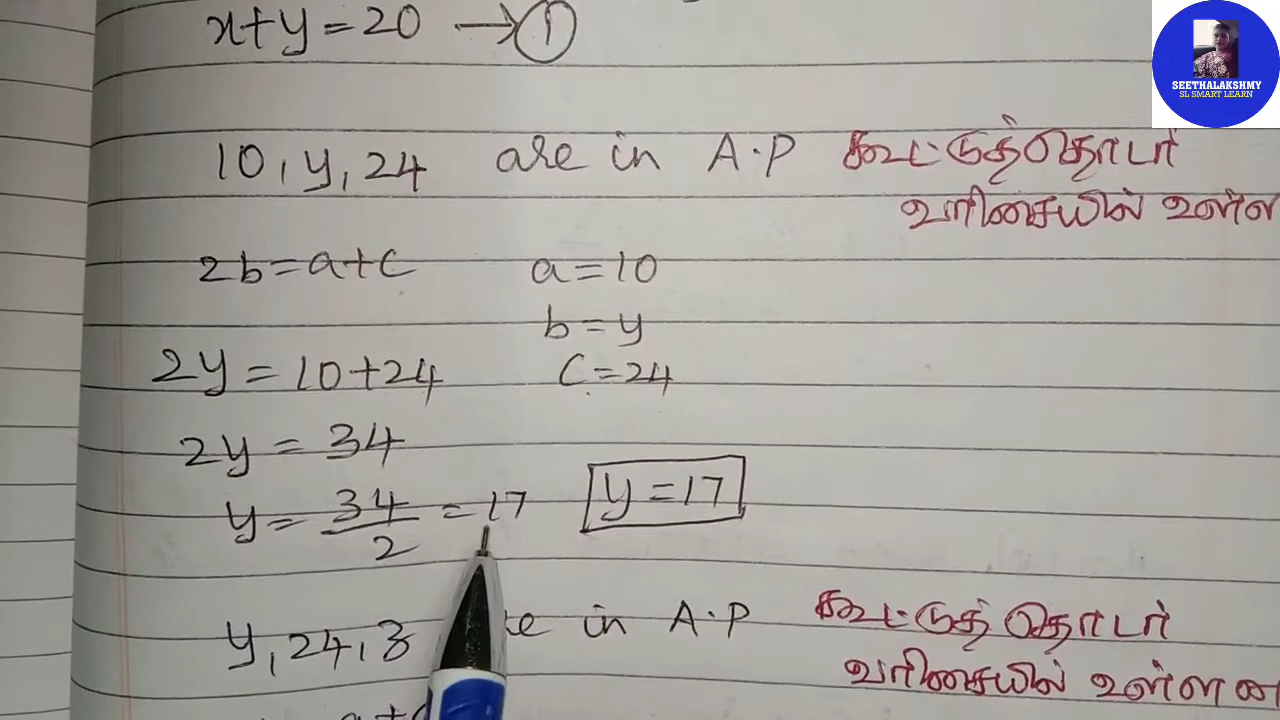 x+y=20 → ①
SEETHALAKSHMY
SL SMART LEARN
10, y, 24 are in A.P கூட்டுத்தொடர்
வரிசையில் உள்ள
2b=a+c a=10
b=y
2y=10+24 c=24
2y=34
y=34/2=17 y=17
y, 24, z in A.P கூட்டுத் தொடர்
வரிசையில் உள்ளன
a+c